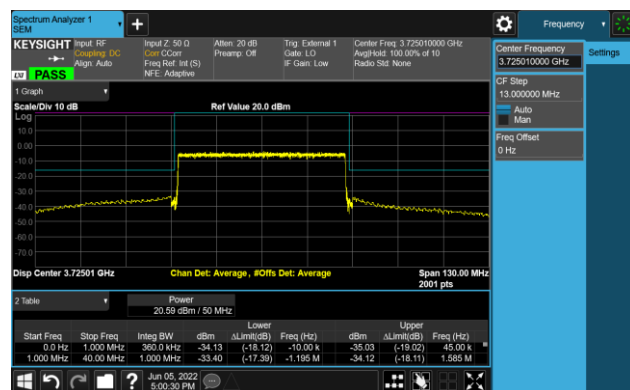 Spectrum Analyzer 1
SEM
Frequency
KEYSIGHT
Input: RF
Coupling: DC
Align: Auto
Input Z: 50 Ω
Corr CCorr
Freq Ref: Int (S)
NFE: Adaptive
Atten: 20 dB
Preamp: Off
Trig: External 1
Gate: LO
IF Gain: Low
Center Freq: 3.725010000 GHz
Avg|Hold: 100.00% of 10
Radio Std: None
LXI PASS
Center Frequency
3.725010000 GHz
Settings
CF Step
13.000000 MHz
Auto
Man
Freq Offset
0 Hz
1 Graph
Scale/Div 10 dB
Ref Value 20.0 dBm
Log
10.0
0.00
-10.0
-20.0
-30.0
-40.0
-50.0
-60.0
-70.0
Disp Center 3.72501 GHz
Chan Det: Average, #Offs Det: Average
Span 130.00 MHz
2001 pts
2 Table
Power
20.59 dBm / 50 MHz
Lower Upper
Start Freq Stop Freq Integ BW dBm ΔLimit(dB) Freq (Hz) dBm ΔLimit(dB) Freq (Hz)
0.0 Hz 1.000 MHz 360.0 kHz -34.13 (-18.12) -10.00 k -35.03 (-19.02) 45.00 k
1.000 MHz 40.00 MHz 1.000 MHz -33.40 (-17.39) -1.195 M -34.12 (-18.11) 1.585 M
Jun 05, 2022
5:00:30 PM